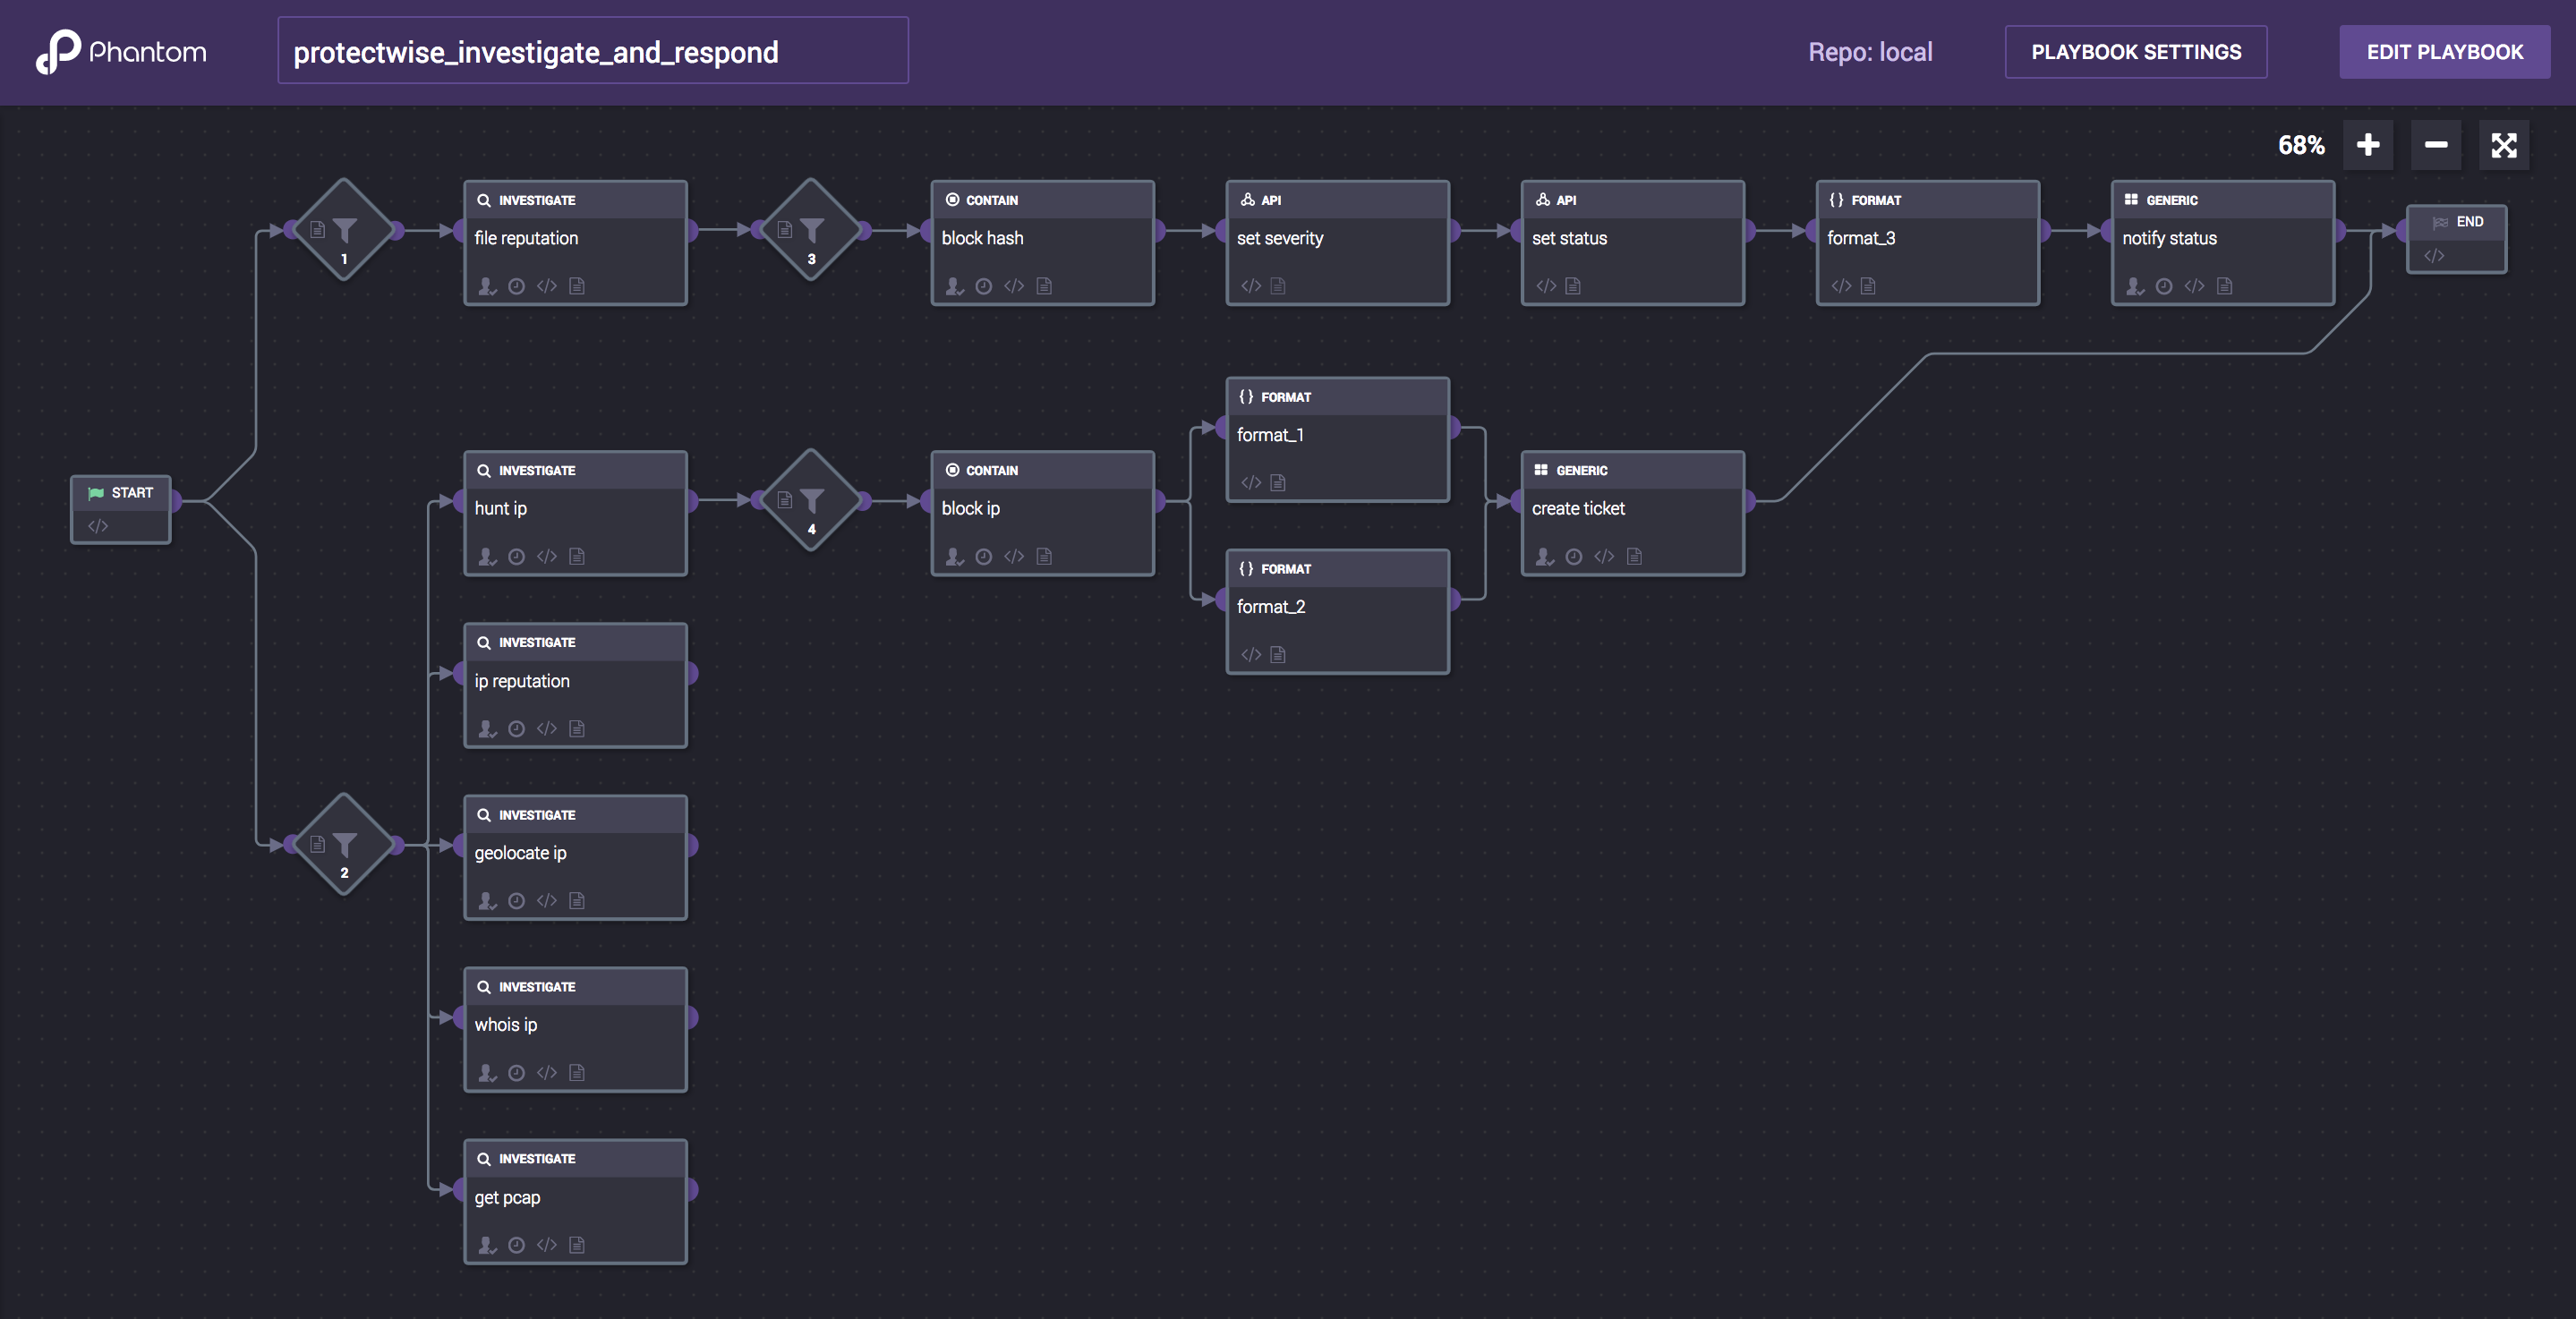 Phantom
protectwise_investigate_and_respond
Repo: local
PLAYBOOK SETTINGS
EDIT PLAYBOOK
68%
1
INVESTIGATE
file reputation
</>
3
CONTAIN
block hash
</>
API
set severity
</>
API
set status
</>
{ } FORMAT
format_3
</>
GENERIC
notify status
</>
END
</>
START
</>
INVESTIGATE
hunt ip
</>
4
CONTAIN
block ip
</>
{ } FORMAT
format_1
</>
{ } FORMAT
format_2
</>
GENERIC
create ticket
</>
INVESTIGATE
ip reputation
</>
2
INVESTIGATE
geolocate ip
</>
INVESTIGATE
whois ip
</>
INVESTIGATE
get pcap
</>